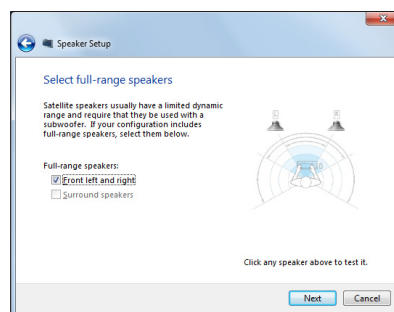 Speaker Setup
Select full-range speakers
Satellite speakers usually have a limited dynamic
range and require that they be used with a
subwoofer. If your configuration includes
full-range speakers, select them below.
L R
Full-range speakers:
Front left and right
Surround speakers
Click any speaker above to test it.
Next Cancel